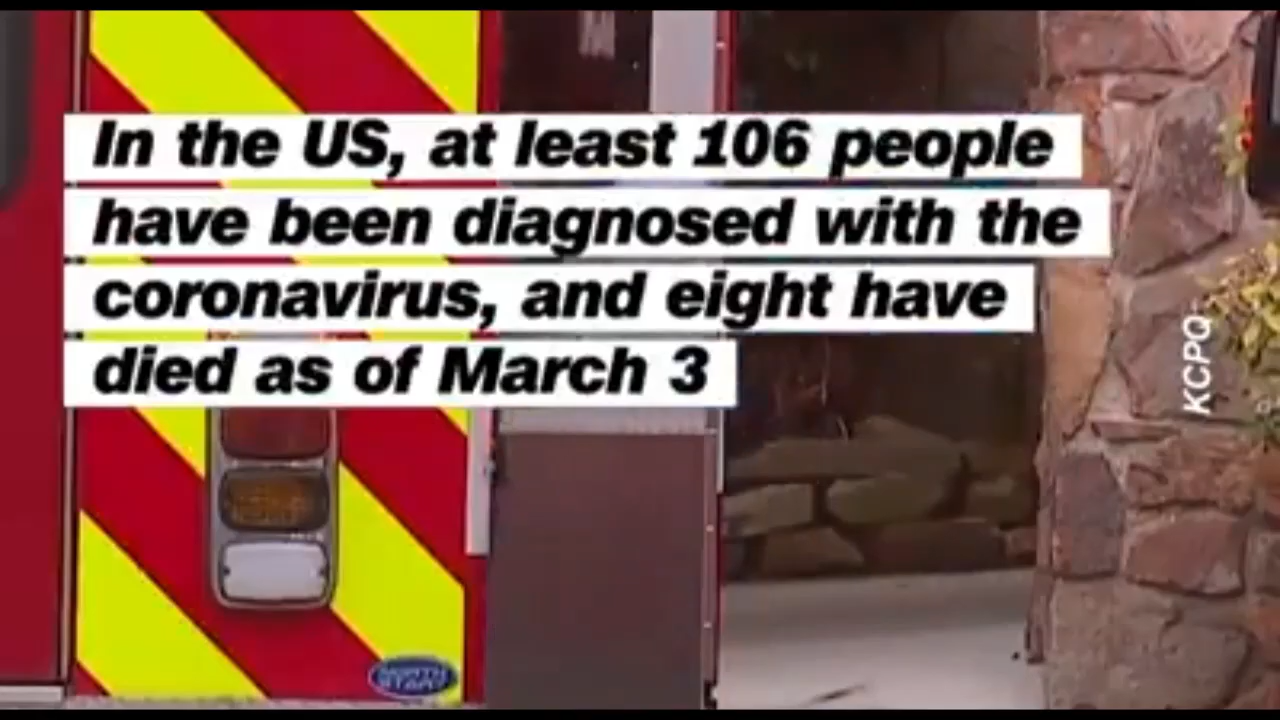 In the US, at least 106 people
have been diagnosed with the
coronavirus, and eight have
died as of March 3
KCPQ